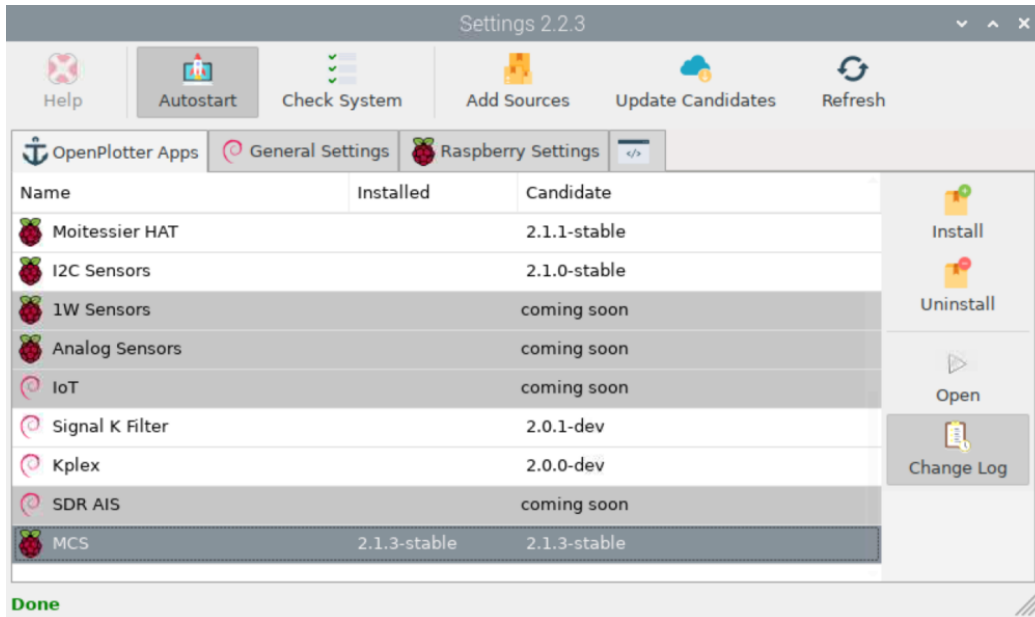 Settings 2.2.3
Help Autostart Check System Add Sources Update Candidates Refresh
OpenPlotter Apps General Settings Raspberry Settings </>
Name Installed Candidate
Moitessier HAT 2.1.1-stable
I2C Sensors 2.1.0-stable
1W Sensors coming soon
Analog Sensors coming soon
IoT coming soon
Signal K Filter 2.0.1-dev
Kplex 2.0.0-dev
SDR AIS coming soon
MCS 2.1.3-stable 2.1.3-stable
Install
Uninstall
Open
Change Log
Done